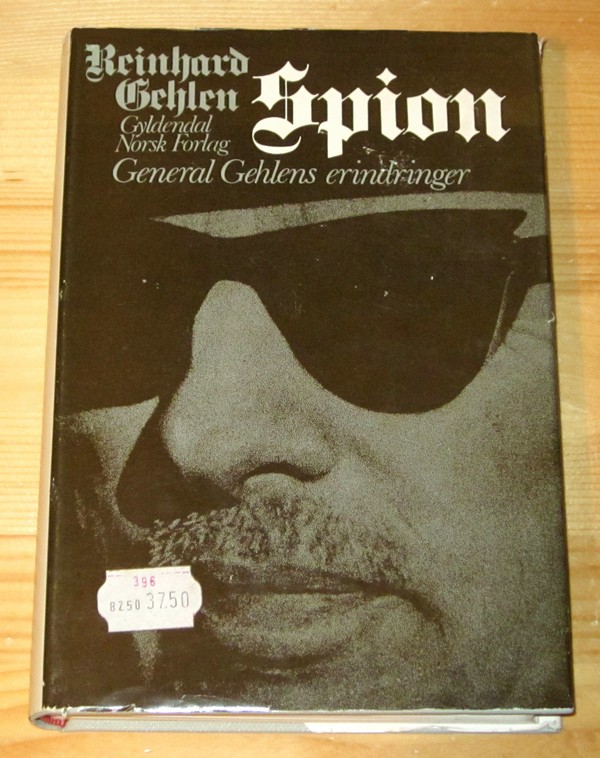 Reinhard
Gehlen
Spion
Gyldendal
Norsk Forlag
General Gehlens erindringer
396
8250 37.50